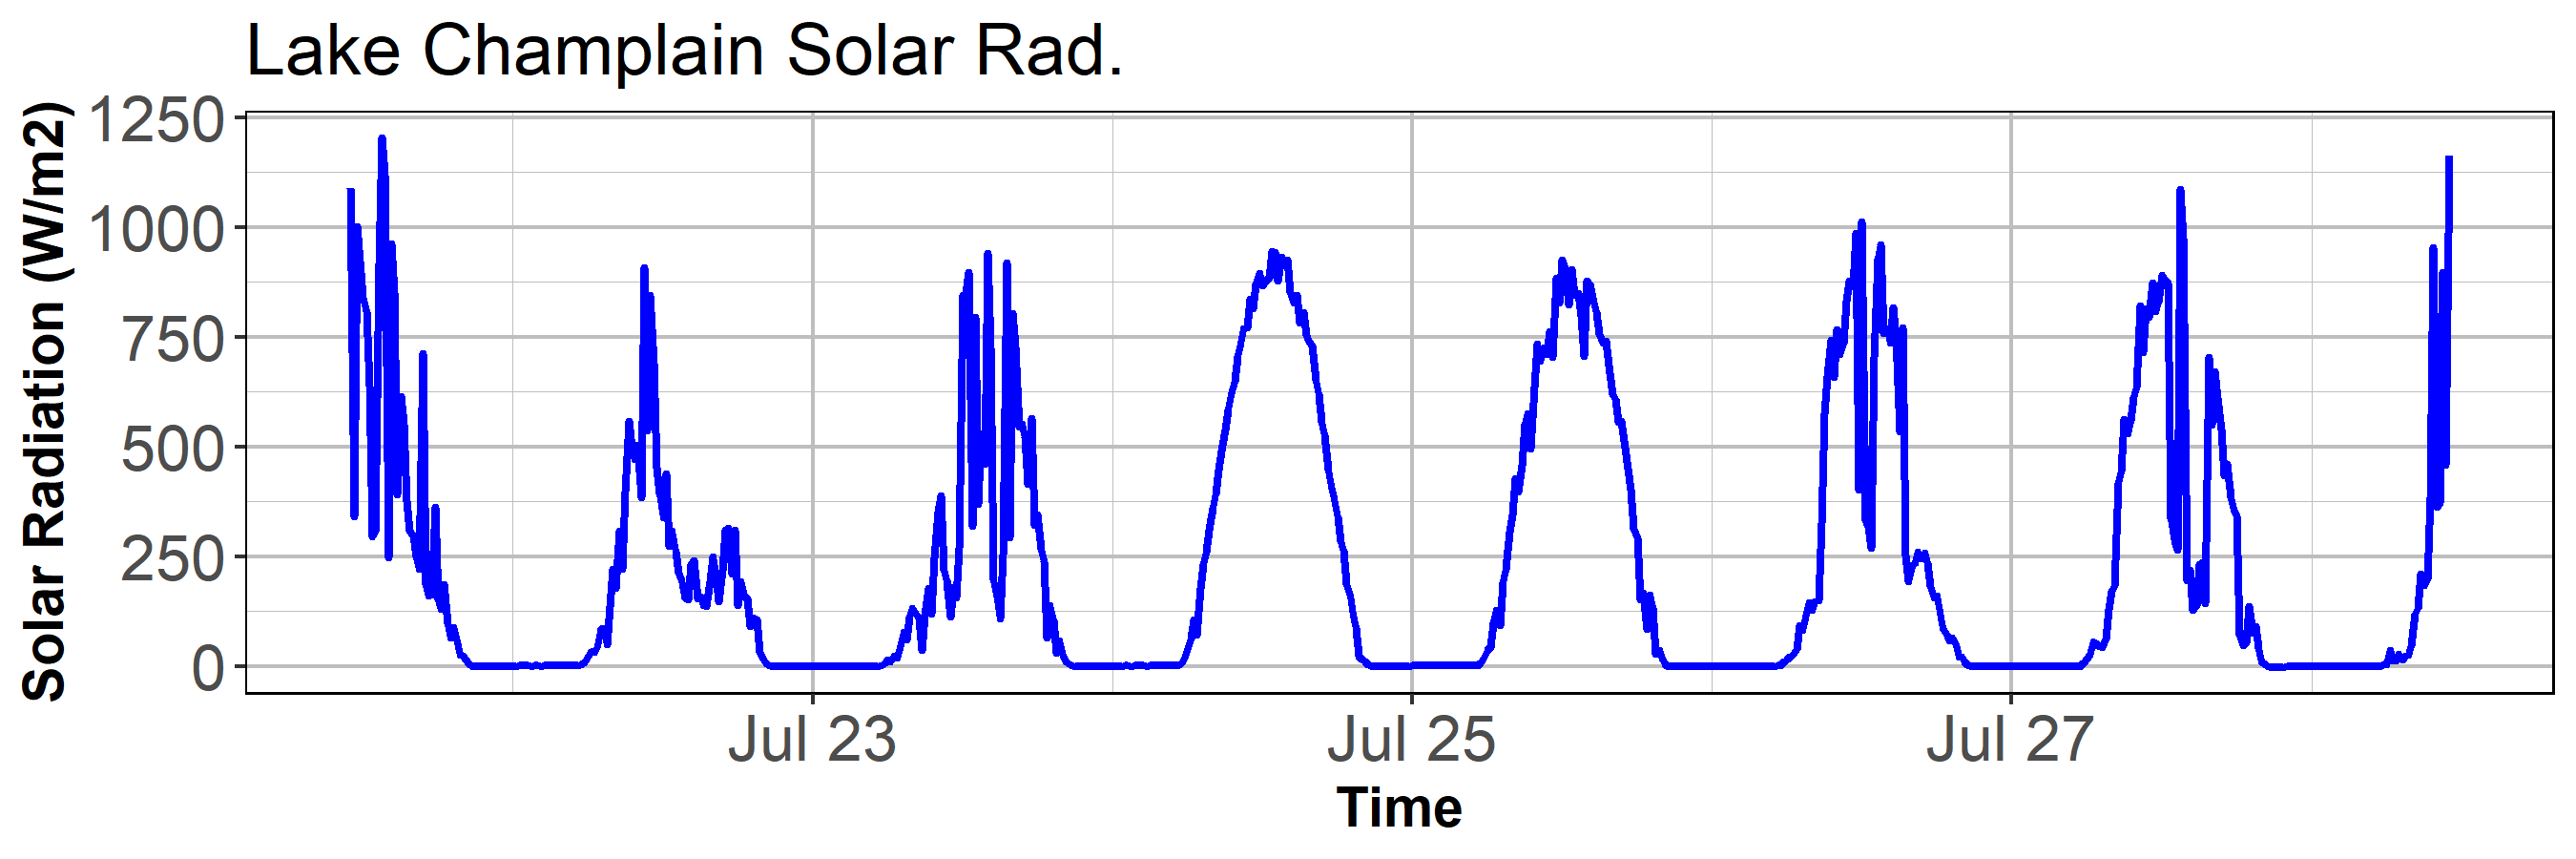 Lake Champlain Solar Rad.
Solar Radiation (W/m2)
1250
1000
750
500
250
0
Jul 23 Jul 25 Jul 27
Time